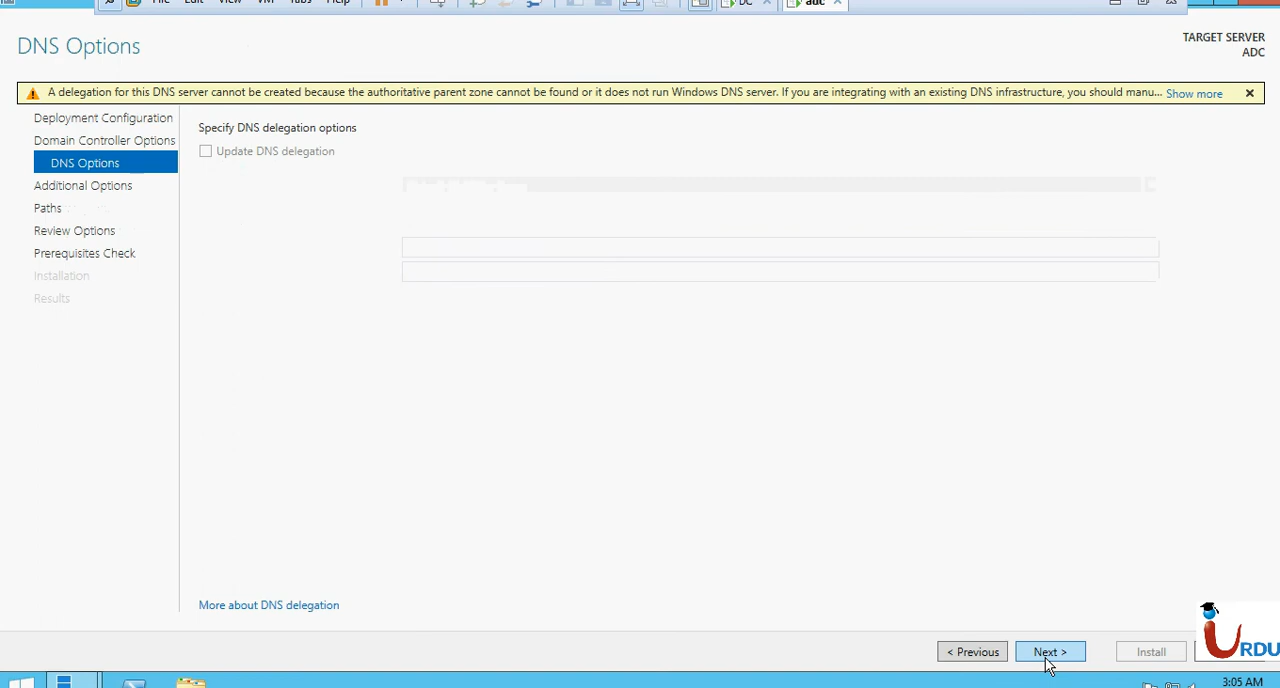 File Edit View VM Tabs Help
DC
adc
DNS Options
TARGET SERVER
ADC
A delegation for this DNS server cannot be created because the authoritative parent zone cannot be found or it does not run Windows DNS server. If you are integrating with an existing DNS infrastructure, you should manu... Show more
Deployment Configuration
Domain Controller Options
DNS Options
Additional Options
Paths
Review Options
Prerequisites Check
Installation
Results
Specify DNS delegation options
Update DNS delegation
More about DNS delegation
< Previous
Next >
Install
iURDU
3:05 AM